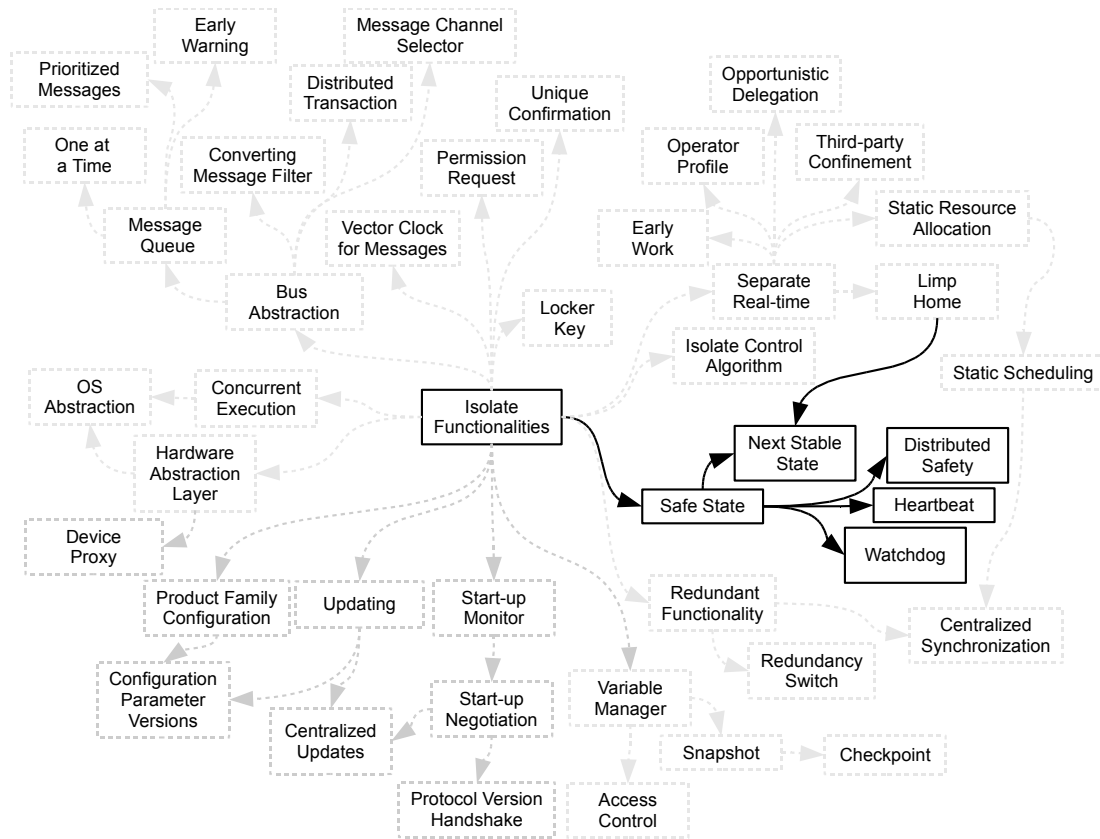 Early
Warning
Message Channel
Selector
Prioritized
Messages
Distributed
Transaction
Unique
Confirmation
Opportunistic
Delegation
One at
a Time
Converting
Message Filter
Permission
Request
Operator
Profile
Third-party
Confinement
Message
Queue
Vector Clock
for Messages
Early
Work
Static Resource
Allocation
Bus
Abstraction
Locker
Key
Separate
Real-time
Limp
Home
Isolate Control
Algorithm
Static Scheduling
OS
Abstraction
Concurrent
Execution
Isolate
Functionalities
Next Stable
State
Distributed
Safety
Hardware
Abstraction
Layer
Safe State
Heartbeat
Device
Proxy
Watchdog
Product Family
Configuration
Updating
Start-up
Monitor
Redundant
Functionality
Centralized
Synchronization
Configuration
Parameter
Versions
Redundancy
Switch
Centralized
Updates
Start-up
Negotiation
Variable
Manager
Snapshot
Checkpoint
Protocol Version
Handshake
Access
Control